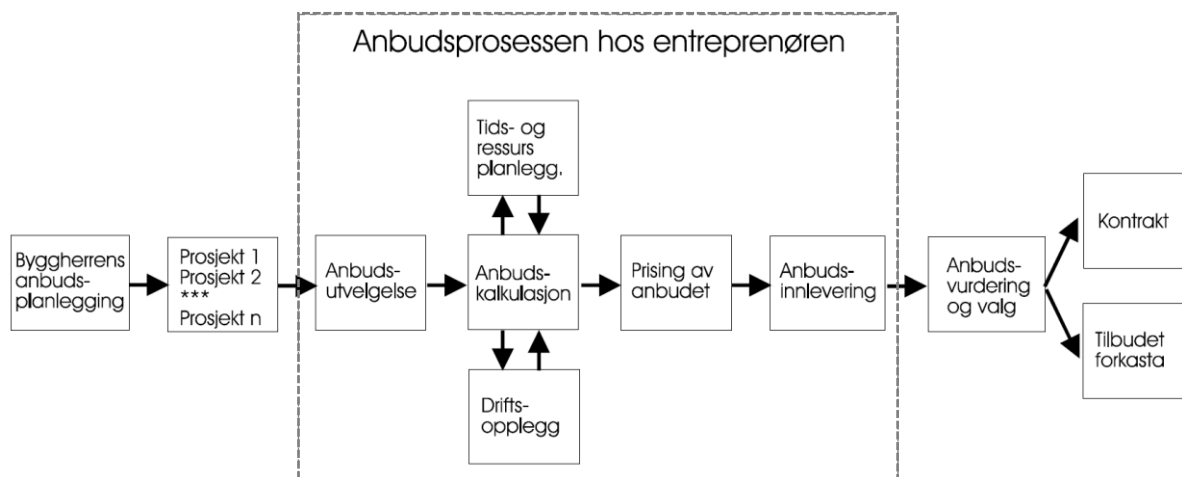 Anbudsprosessen hos entreprenøren
Tids- og
ressurs
planlegg.
Byggherrens
anbuds-
planlegging
Prosjekt 1
Prosjekt 2
***
Prosjekt n
Anbuds-
utvelgelse
Anbuds-
kalkulasjon
Prising av
anbudet
Anbuds-
innlevering
Anbuds-
vurdering
og valg
Kontrakt
Tilbudet
forkasta
Drifts-
opplegg